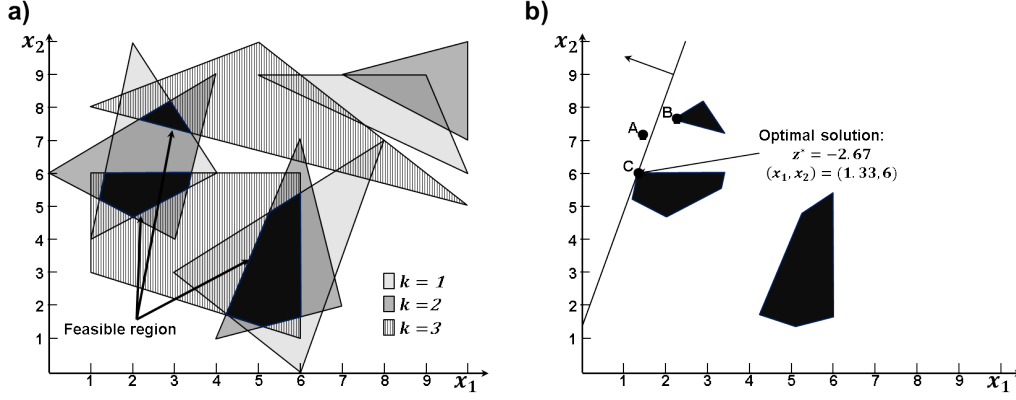 a)
x2
9
8
7
6
5
4
3
2
1
1 2 3 4 5 6 7 8 9 x1
Feasible region
k = 1
k =2
k =3
b)
x2
9
8
7
6
5
4
3
2
1
1 2 3 4 5 6 7 8 9 x1
A
B
C
Optimal solution:
z* = −2.67
(x1, x2) = (1.33, 6)